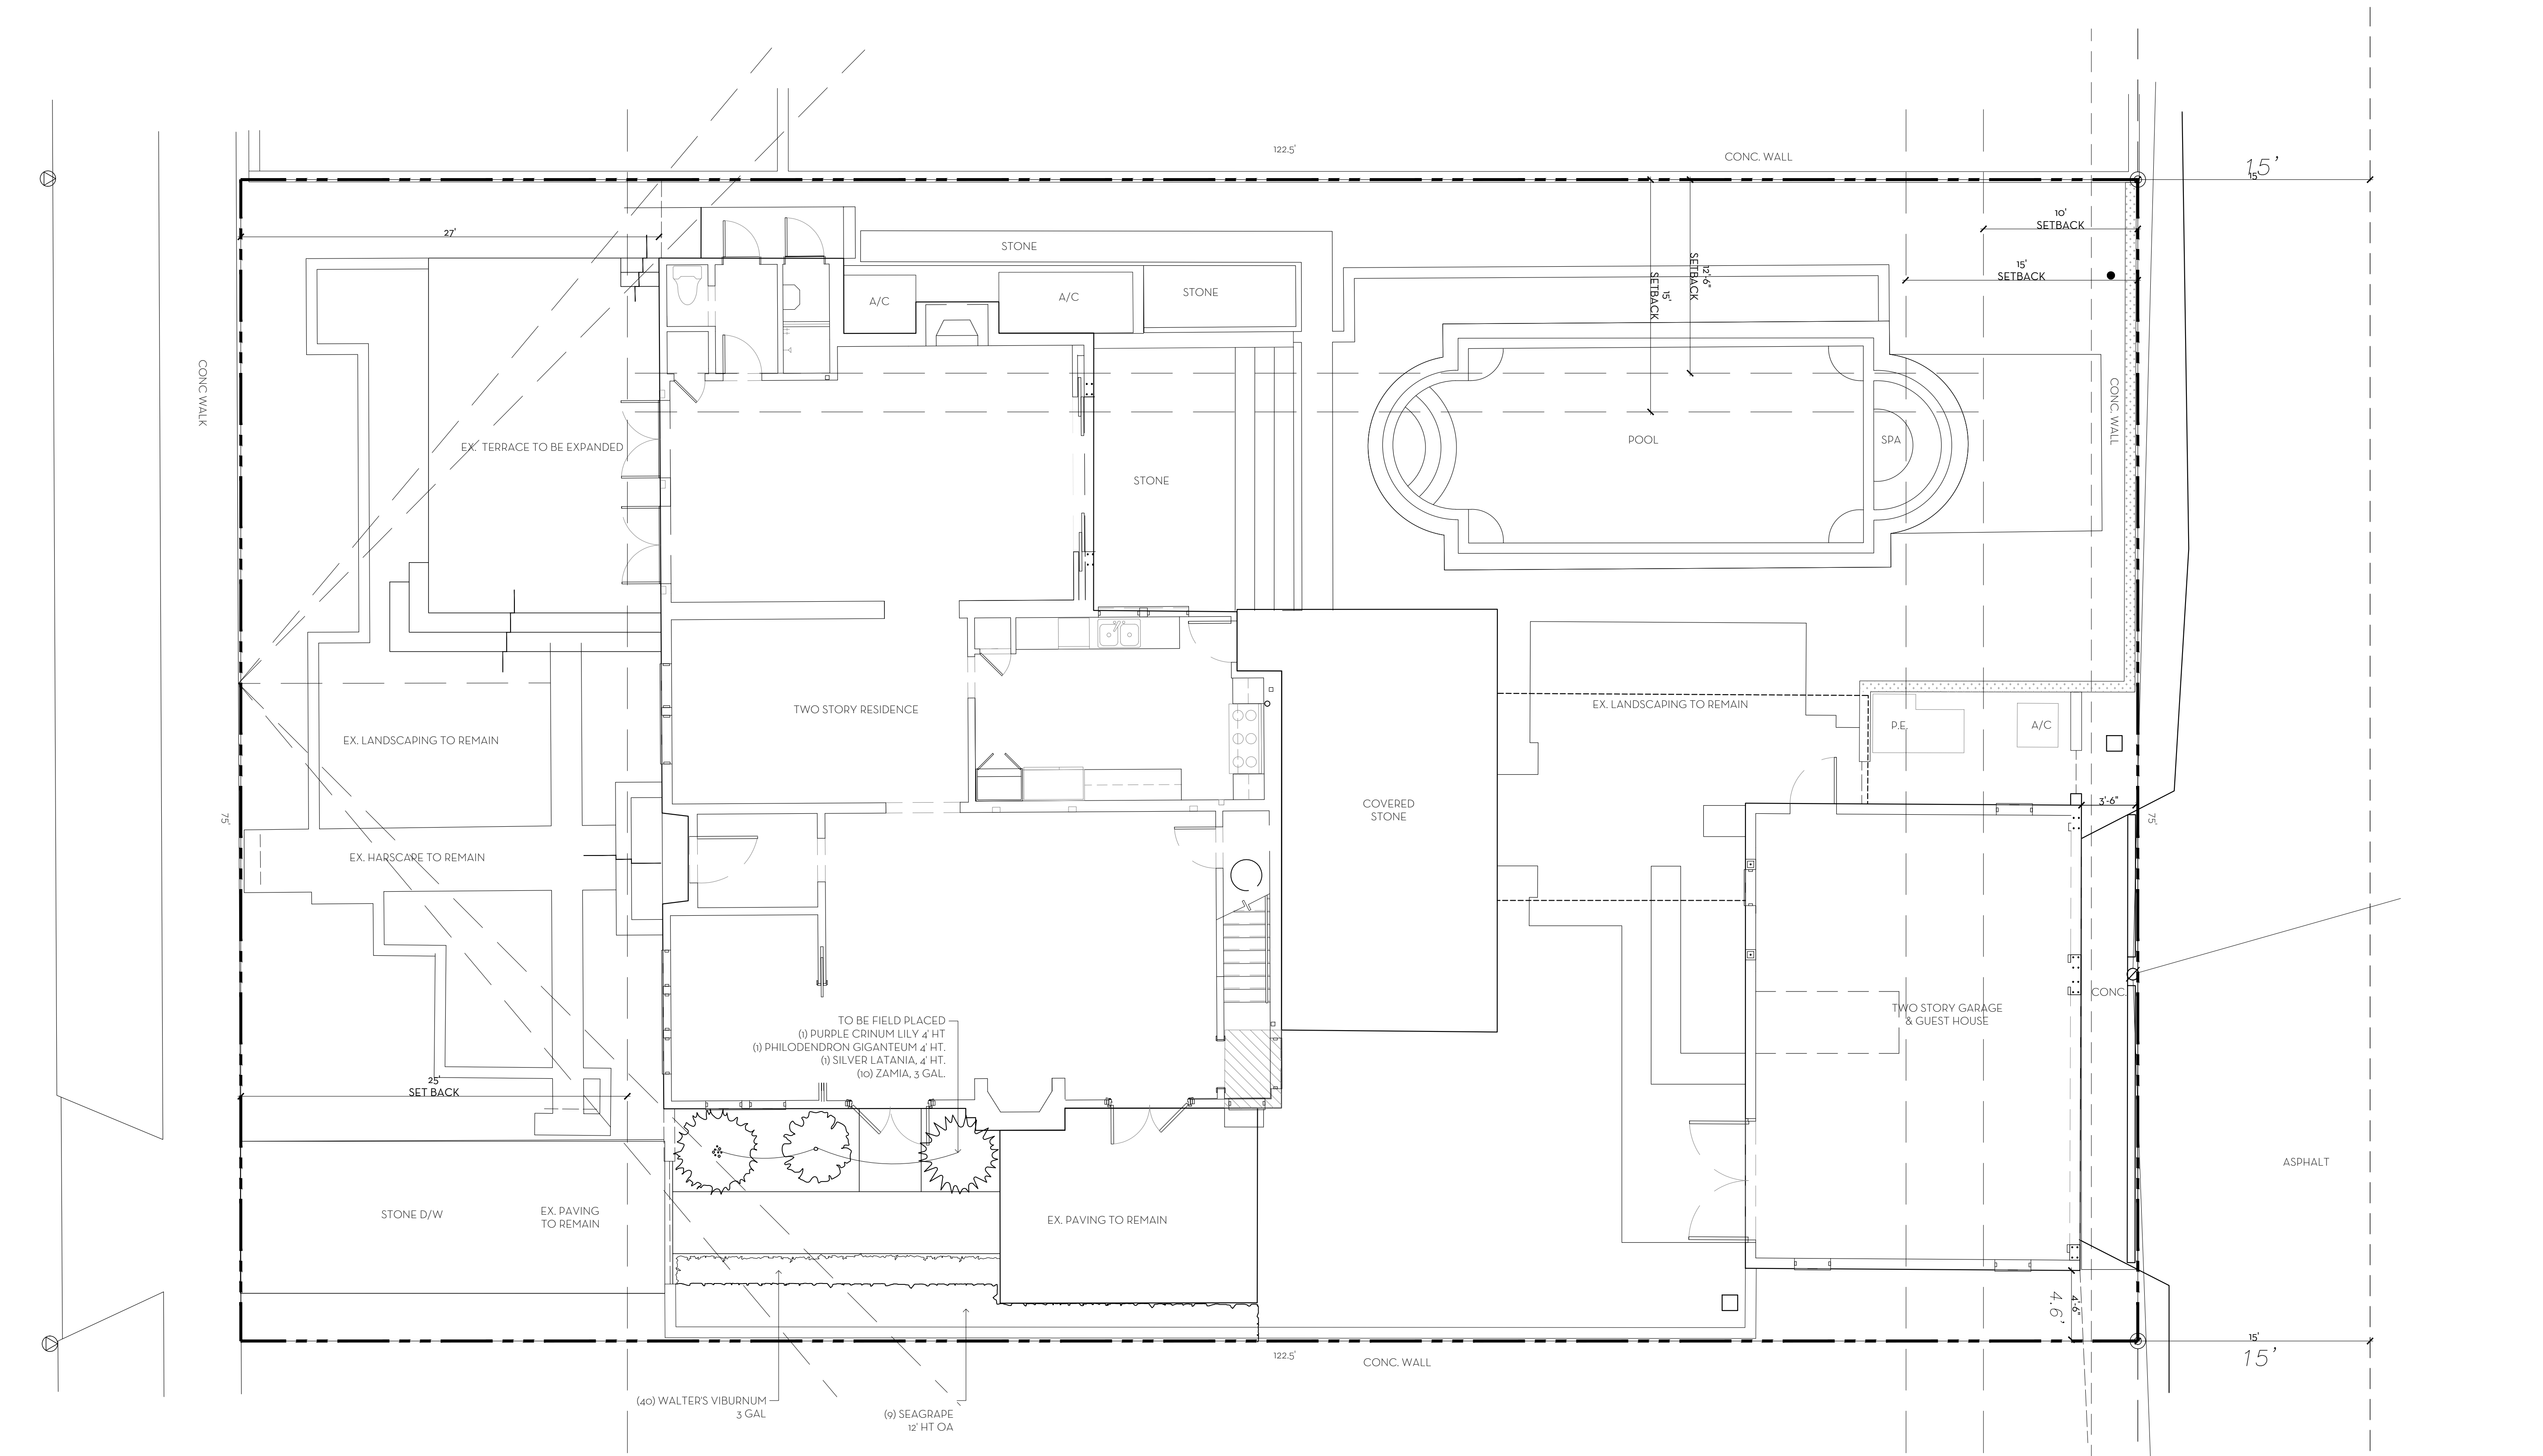 122.5'
CONC. WALL
15'
15'
10'
SETBACK
27'
STONE
12'-6"
SETBACK
15'
SETBACK
15'
SETBACK
A/C
A/C
STONE
CONC WALK
CONC. WALL
EX. TERRACE TO BE EXPANDED
POOL
SPA
STONE
TWO STORY RESIDENCE
EX. LANDSCAPING TO REMAIN
P.E.
A/C
EX. LANDSCAPING TO REMAIN
3'-6"
COVERED
STONE
75'
75'
EX. HARSCAPE TO REMAIN
CONC.
TWO STORY GARAGE
& GUEST HOUSE
TO BE FIELD PLACED
(1) PURPLE CRINUM LILY 4' HT
(1) PHILODENDRON GIGANTEUM 4' HT.
(1) SILVER LATANIA, 4' HT.
(10) ZAMIA, 3 GAL.
25'
SET BACK
ASPHALT
STONE D/W
EX. PAVING
TO REMAIN
EX. PAVING TO REMAIN
4'-6"
4.6'
15'
15'
122.5'
CONC. WALL
(40) WALTER'S VIBURNUM
3 GAL
(9) SEAGRAPE
12' HT OA